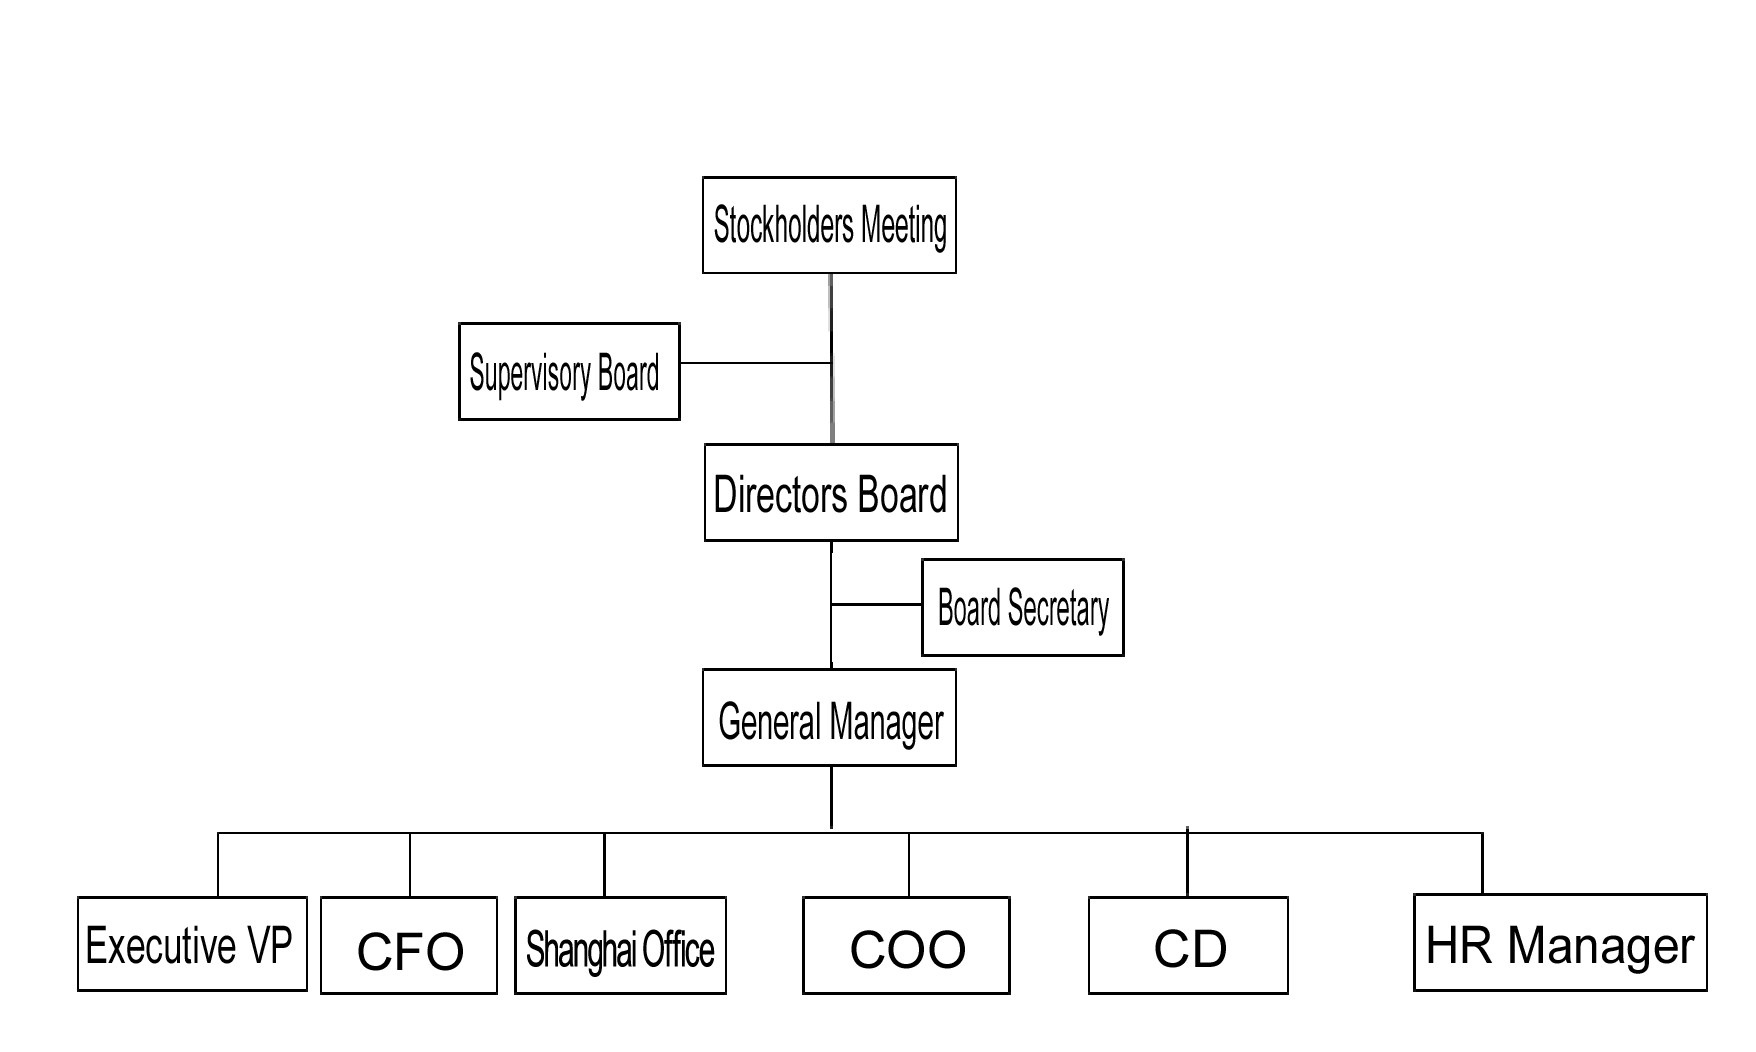 Stockholders Meeting
Supervisory Board
Directors Board
Board Secretary
General Manager
Executive VP
CFO
Shanghai Office
COO
CD
HR Manager